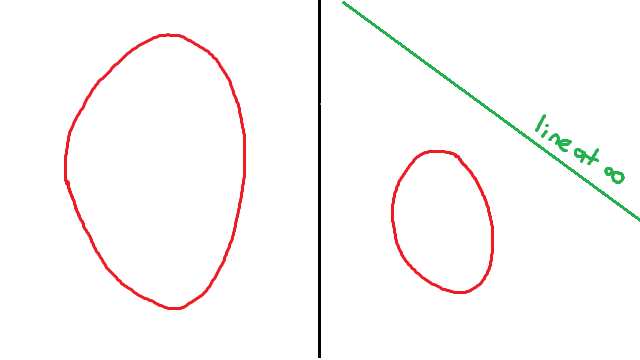 line at ∞